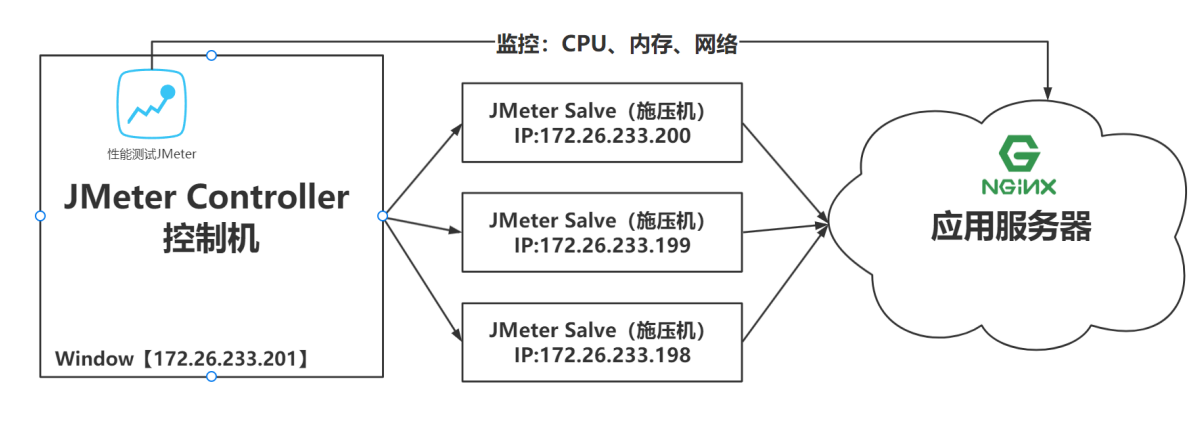 监控：CPU、内存、网络
性能测试JMeter
JMeter Controller
控制机
Window【172.26.233.201】
JMeter Salve（施压机）
IP:172.26.233.200
JMeter Salve（施压机）
IP:172.26.233.199
JMeter Salve（施压机）
IP:172.26.233.198
NGiNX
应用服务器